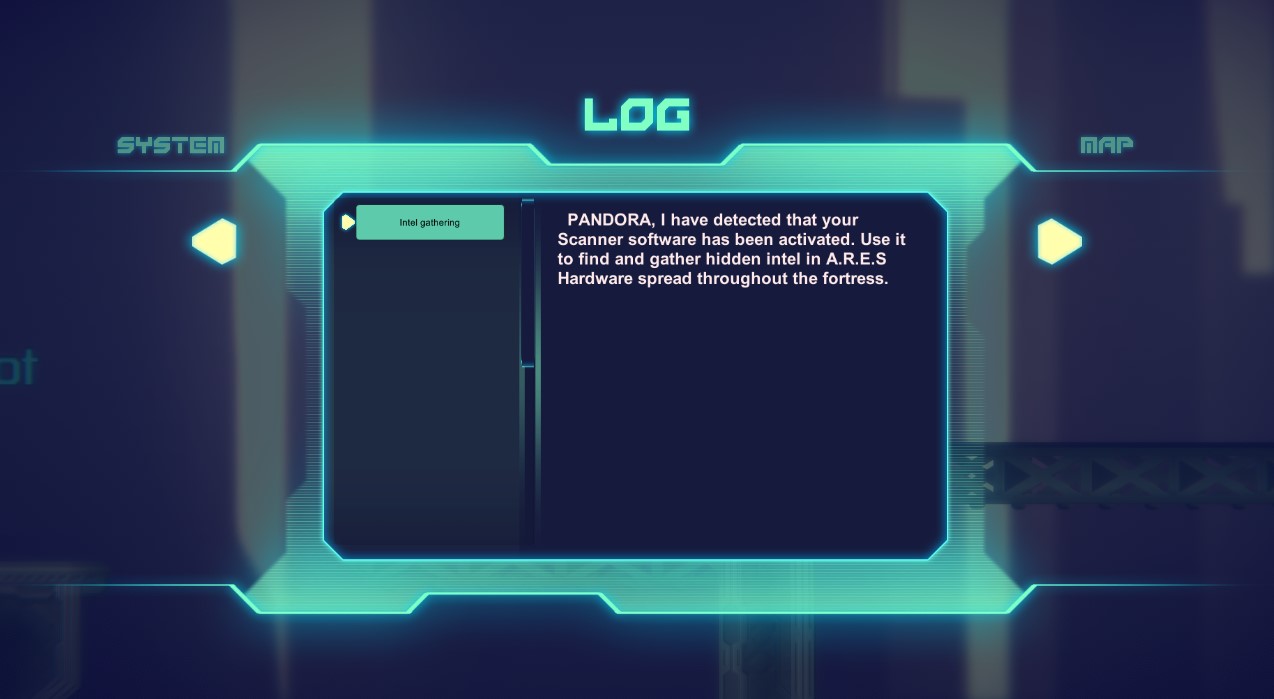 LOG
SYSTEM
MAP
Intel gathering
PANDORA, I have detected that your
Scanner software has been activated. Use it
to find and gather hidden intel in A.R.E.S
Hardware spread throughout the fortress.
ot